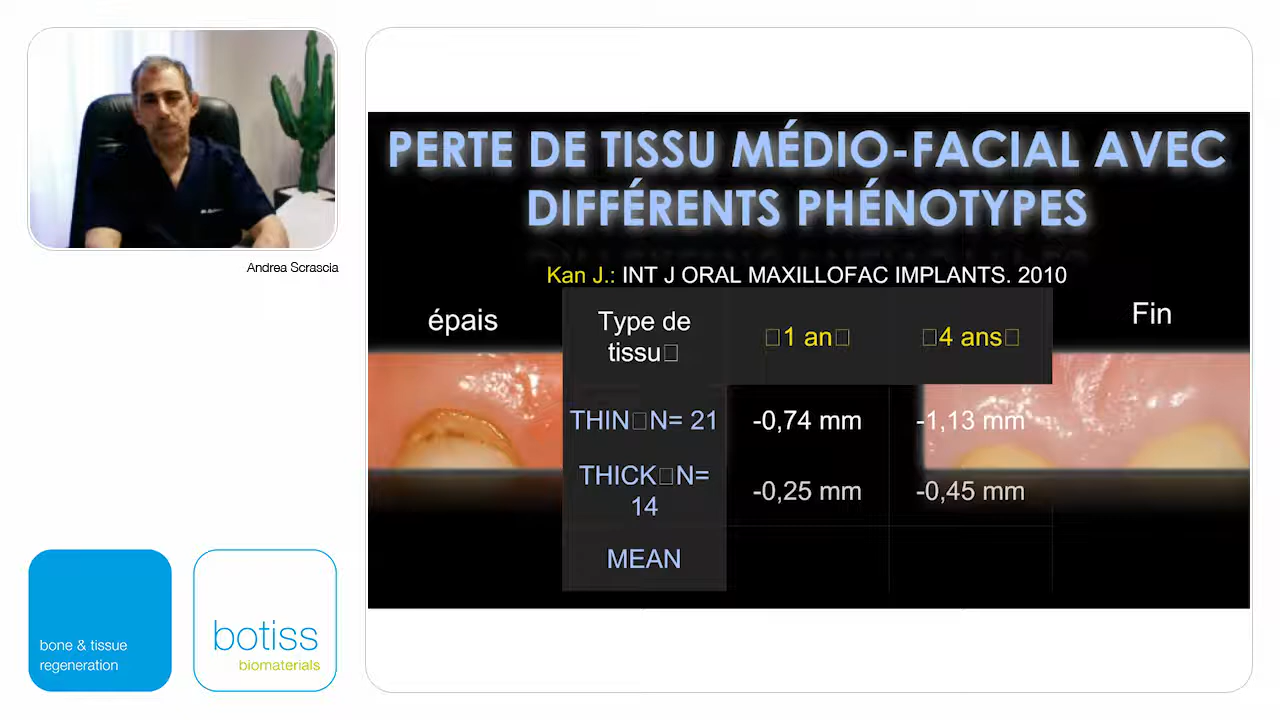 Andrea Scrascia
bone & tissue
regeneration
botiss
biomaterials
PERTE DE TISSU MÉDIO-FACIAL AVEC
DIFFÉRENTS PHÉNOTYPES
Kan J.: INT J ORAL MAXILLOFAC IMPLANTS. 2010
épais
Fin
Type de
tissu
1 an
4 ans
THIN N= 21
-0,74 mm
-1,13 mm
THICK N=
14
-0,25 mm
-0,45 mm
MEAN